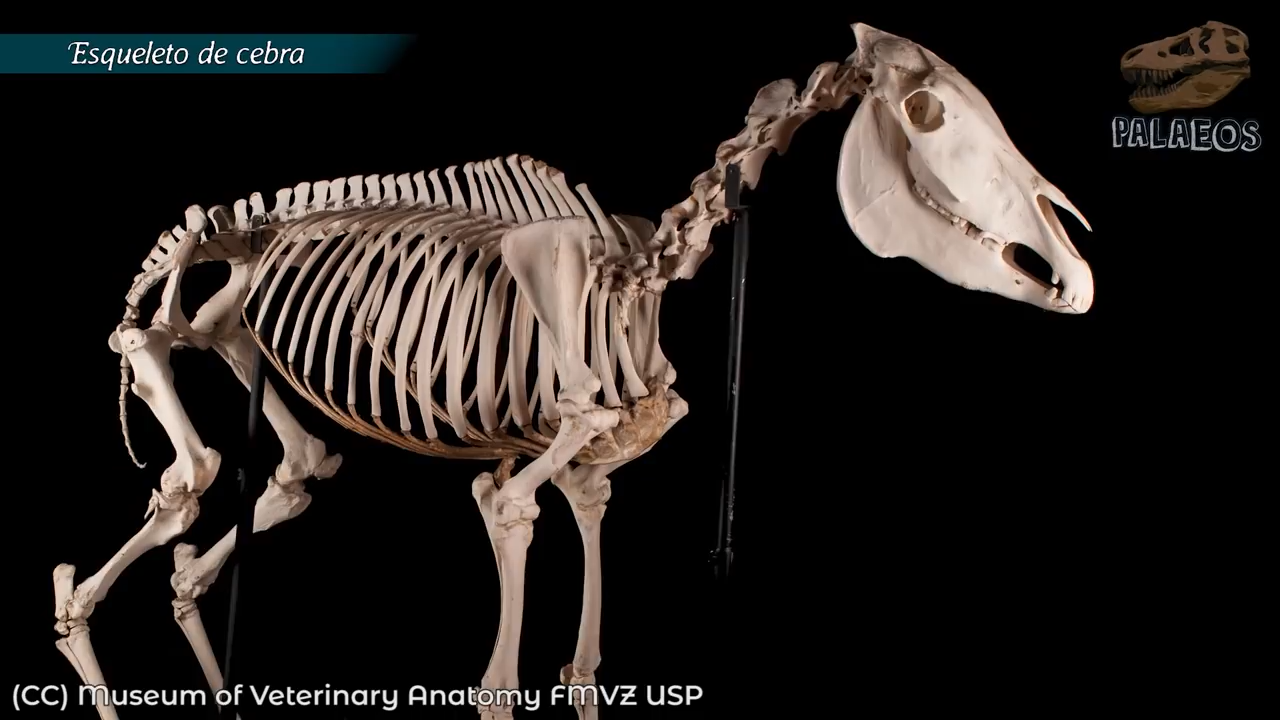 Esqueleto de cebra
PALAEOS
(CC) Museum of Veterinary Anatomy FMVZ USP